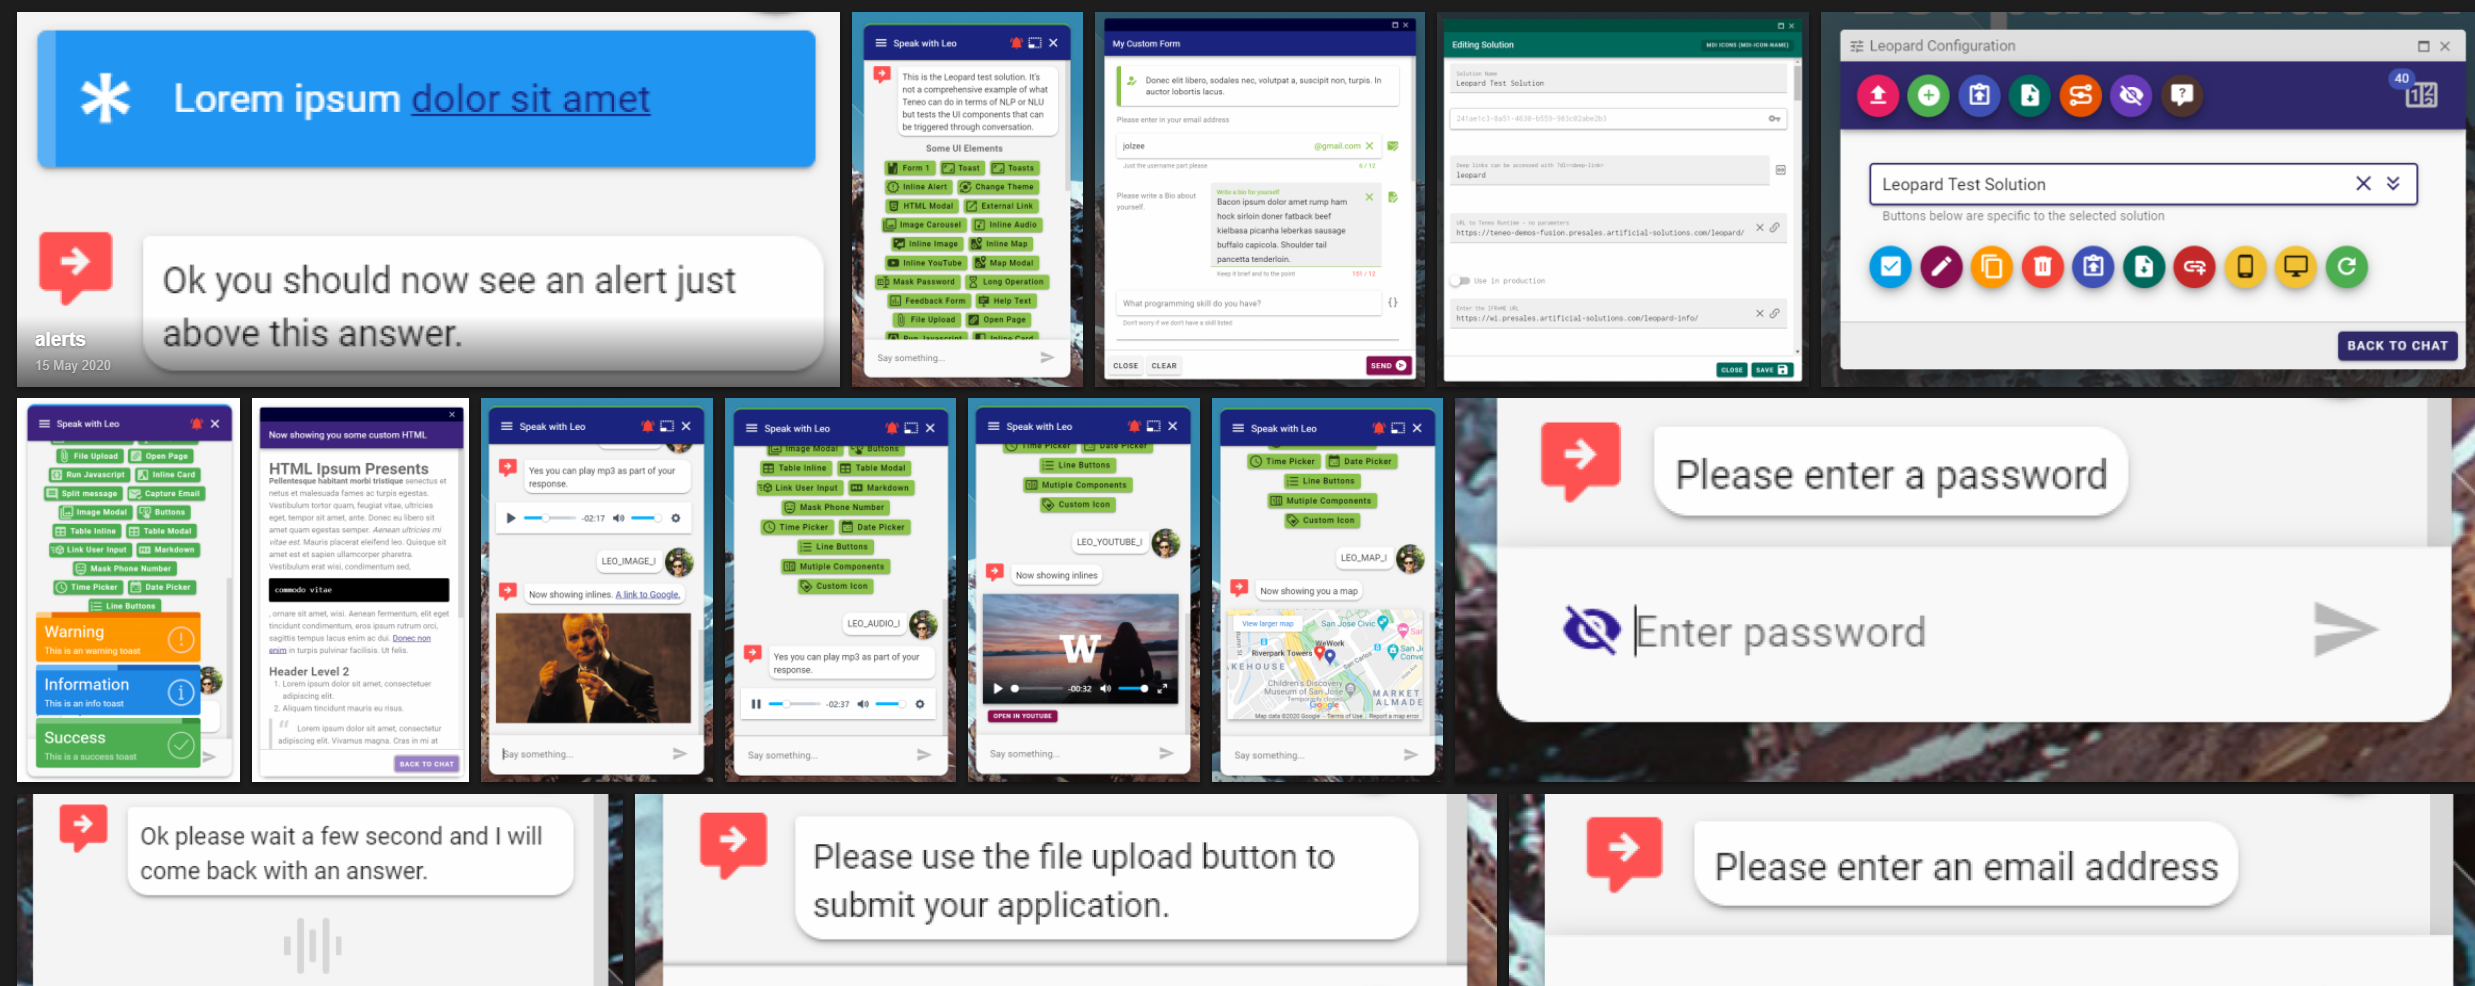 Lorem ipsum dolor sit amet
Ok you should now see an alert just
above this answer.
alerts
15 May 2020
Speak with Leo
This is the Leopard test solution. It's
not a comprehensive example of what
Teneo can do in terms of NLP or NLU
but tests the UI components that can
be triggered through conversation.
Some UI Elements
Form 1
Toast
Toasts
Inline Alert
Change Theme
HTML Modal
External Link
Image Carousel
Inline Audio
Inline Image
Inline Map
Inline YouTube
Map Modal
Mask Password
Long Operation
Feedback Form
Help Text
File Upload
Open Page
Run Javascript
Inline Card
Say something...
My Custom Form
Donec elit libero, sodales nec, volutpat a, suscipit non, turpis. In
auctor lobortis lacus.
Please enter in your email address
jolzee
@gmail.com
Just the username part please
6 / 12
Please write a Bio about
yourself.
Write a bio for yourself
Bacon ipsum dolor amet rump ham
hock sirloin doner fatback beef
kielbasa picanha leberkas sausage
buffalo capicola. Shoulder tail
pancetta tenderloin.
Keep it brief and to the point
151 / 12
What programming skill do you have?
{}
Don't worry if we don't have a skill listed
CLOSE
CLEAR
SEND
Editing Solution
MDI ICONS (MDI-ICON-NAME)
Solution Name
Leopard Test Solution
Deep links can be accessed with ?dl=<deep-link>
leopard
URL to Teneo Runtime - no parameters
https://teneo-demos-fusion.presales.artificial-solutions.com/leopard/
Use in production
Enter the IFRAME URL
https://wi.presales.artificial-solutions.com/leopard-info/
CLOSE
SAVE
Leopard Configuration
40
Leopard Test Solution
Buttons below are specific to the selected solution
BACK TO CHAT
Speak with Leo
File Upload
Open Page
Run Javascript
Inline Card
Split message
Capture Email
Image Modal
Buttons
Table Inline
Table Modal
Link User Input
Markdown
Mask Phone Number
Time Picker
Date Picker
Line Buttons
Warning
This is an warning toast
Information
This is an info toast
Success
This is a success toast
Now showing you some custom HTML
HTML Ipsum Presents
Pellentesque habitant morbi tristique senectus et
netus et malesuada fames ac turpis egestas.
Vestibulum tortor quam, feugiat vitae, ultricies
eget, tempor sit amet, ante. Donec eu libero sit
amet quam egestas semper. Aenean ultricies mi
vitae est. Mauris placerat eleifend leo. Quisque sit
amet est et sapien ullamcorper pharetra.
Vestibulum erat wisi, condimentum sed,
commodo vitae
, ornare sit amet, wisi. Aenean fermentum, elit eget
tincidunt condimentum, eros ipsum rutrum orci,
sagittis tempus lacus enim ac dui. Donec non
enim in turpis pulvinar facilisis. Ut felis.
Header Level 2
1. Lorem ipsum dolor sit amet, consectetuer
adipiscing elit.
2. Aliquam tincidunt mauris eu risus.
Lorem ipsum dolor sit amet, consectetur
adipiscing elit. Vivamus magna. Cras in mi at
BACK TO CHAT
Speak with Leo
Yes you can play mp3 as part of your
response.
-02:17
LEO_IMAGE_I
Now showing inlines. A link to Google.
Say something...
Speak with Leo
Image Modal
Buttons
Table Inline
Table Modal
Link User Input
Markdown
Mask Phone Number
Time Picker
Date Picker
Line Buttons
Mutiple Components
Custom Icon
LEO_AUDIO_I
Yes you can play mp3 as part of your
response.
-02:37
Say something...
Speak with Leo
Time Picker
Date Picker
Line Buttons
Mutiple Components
Custom Icon
LEO_YOUTUBE_I
Now showing inlines
W
-00:32
OPEN IN YOUTUBE
Say something...
Speak with Leo
Time Picker
Date Picker
Line Buttons
Mutiple Components
Custom Icon
LEO_MAP_I
Now showing you a map
View larger map
San Jose Civic
WeWork
Riverpark Towers
San Carlos
Children's Discovery
Museum of San Jose
Temporarily closed
MARKET
ALMADE
Google
Map data ©2020 Google
Terms of Use
Report a map error
Say something...
Please enter a password
Enter password
Ok please wait a few second and I will
come back with an answer.
Please use the file upload button to
submit your application.
Please enter an email address